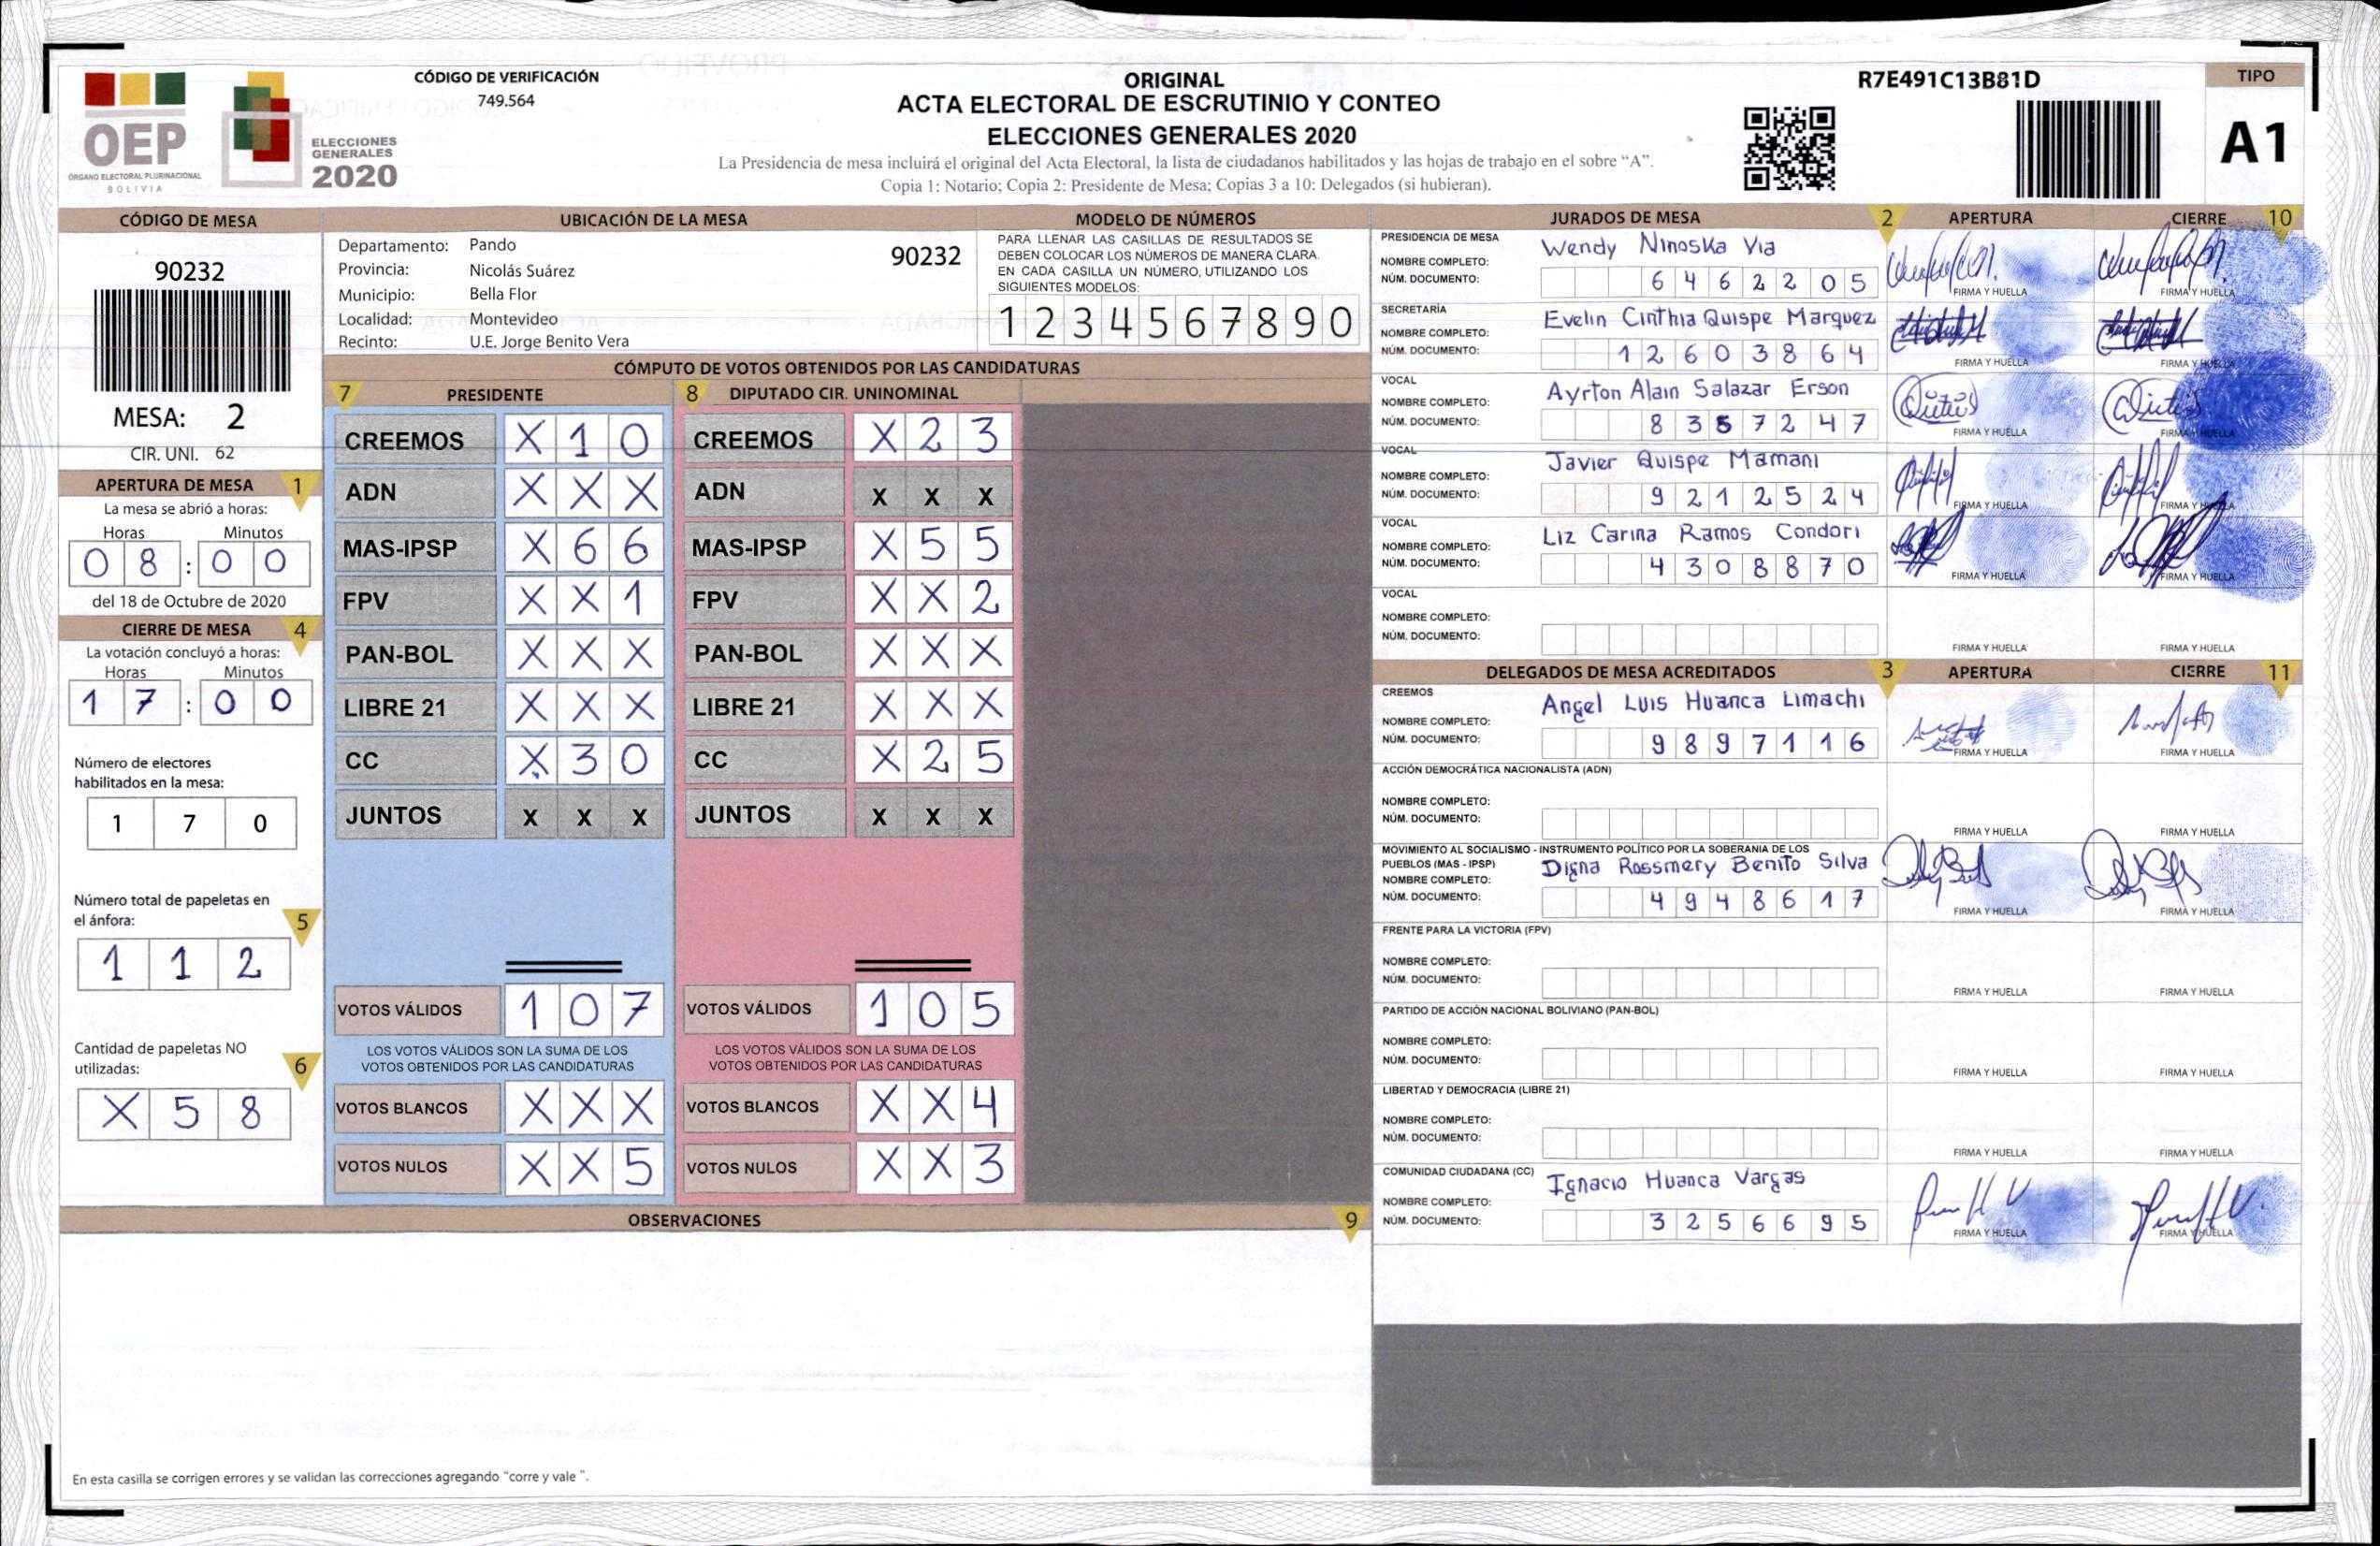 CÓDIGO DE VERIFICACIÓN
749.564
OEP
ÓRGANO ELECTORAL PLURINACIONAL
BOLIVIA
ELECCIONES
GENERALES
2020
ORIGINAL
ACTA ELECTORAL DE ESCRUTINIO Y CONTEO
ELECCIONES GENERALES 2020
La Presidencia de mesa incluirá el original del Acta Electoral, la lista de ciudadanos habilitados y las hojas de trabajo en el sobre “A”.
Copia 1: Notario; Copia 2: Presidente de Mesa; Copias 3 a 10: Delegados (si hubieran).
R7E491C13B81D
TIPO
A1
CÓDIGO DE MESA
90232
MESA: 2
CIR. UNI. 62
APERTURA DE MESA 1
La mesa se abrió a horas:
Horas Minutos
0 8 : 0 0
del 18 de Octubre de 2020
CIERRE DE MESA 4
La votación concluyó a horas:
Horas Minutos
1 7 : 0 0
Número de electores
habilitados en la mesa:
1 7 0
Número total de papeletas en
el ánfora: 5
1 1 2
Cantidad de papeletas NO
utilizadas: 6
X 5 8
UBICACIÓN DE LA MESA
Departamento: Pando
90232
Provincia: Nicolás Suárez
Municipio: Bella Flor
Localidad: Montevideo
Recinto: U.E. Jorge Benito Vera
MODELO DE NÚMEROS
PARA LLENAR LAS CASILLAS DE RESULTADOS SE
DEBEN COLOCAR LOS NÚMEROS DE MANERA CLARA.
EN CADA CASILLA UN NÚMERO, UTILIZANDO LOS
SIGUIENTES MODELOS:
1 2 3 4 5 6 7 8 9 0
CÓMPUTO DE VOTOS OBTENIDOS POR LAS CANDIDATURAS
7 PRESIDENTE
CREEMOS X 1 0
ADN X X X
MAS-IPSP X 6 6
FPV X X 1
PAN-BOL X X X
LIBRE 21 X X X
CC X 3 0
JUNTOS X X X
VOTOS VÁLIDOS 1 0 7
LOS VOTOS VÁLIDOS SON LA SUMA DE LOS
VOTOS OBTENIDOS POR LAS CANDIDATURAS
VOTOS BLANCOS X X X
VOTOS NULOS X X 5
8 DIPUTADO CIR. UNINOMINAL
CREEMOS X 2 3
ADN X X X
MAS-IPSP X 5 5
FPV X X 2
PAN-BOL X X X
LIBRE 21 X X X
CC X 2 5
JUNTOS X X X
VOTOS VÁLIDOS 1 0 5
LOS VOTOS VÁLIDOS SON LA SUMA DE LOS
VOTOS OBTENIDOS POR LAS CANDIDATURAS
VOTOS BLANCOS X X 4
VOTOS NULOS X X 3
OBSERVACIONES 9
En esta casilla se corrigen errores y se validan las correcciones agregando "corre y vale ".
JURADOS DE MESA 2 APERTURA CIERRE 10
PRESIDENCIA DE MESA
NOMBRE COMPLETO: Wendy Ninoska Via
NÚM. DOCUMENTO: 6 4 6 2 2 0 5
FIRMA Y HUELLA FIRMA Y HUELLA
SECRETARÍA
NOMBRE COMPLETO: Evelin Cinthia Quispe Marquez
NÚM. DOCUMENTO: 1 2 6 0 3 8 6 4
FIRMA Y HUELLA FIRMA Y HUELLA
VOCAL
NOMBRE COMPLETO: Ayrton Alain Salazar Erson
NÚM. DOCUMENTO: 8 3 5 7 2 4 7
FIRMA Y HUELLA FIRMA Y HUELLA
VOCAL
NOMBRE COMPLETO: Javier Quispe Mamani
NÚM. DOCUMENTO: 9 2 1 2 5 2 4
FIRMA Y HUELLA FIRMA Y HUELLA
VOCAL
NOMBRE COMPLETO: Liz Carina Ramos Condori
NÚM. DOCUMENTO: 4 3 0 8 8 7 0
FIRMA Y HUELLA FIRMA Y HUELLA
VOCAL
NOMBRE COMPLETO:
NÚM. DOCUMENTO:
FIRMA Y HUELLA FIRMA Y HUELLA
DELEGADOS DE MESA ACREDITADOS 3 APERTURA CIERRE 11
CREEMOS
NOMBRE COMPLETO: Angel Luis Huanca Limachi
NÚM. DOCUMENTO: 9 8 9 7 1 1 6
FIRMA Y HUELLA FIRMA Y HUELLA
ACCIÓN DEMOCRÁTICA NACIONALISTA (ADN)
NOMBRE COMPLETO:
NÚM. DOCUMENTO:
FIRMA Y HUELLA FIRMA Y HUELLA
MOVIMIENTO AL SOCIALISMO - INSTRUMENTO POLÍTICO POR LA SOBERANIA DE LOS
PUEBLOS (MAS - IPSP)
NOMBRE COMPLETO: Digna Rossmery Benito Silva
NÚM. DOCUMENTO: 4 9 4 8 6 1 7
FIRMA Y HUELLA FIRMA Y HUELLA
FRENTE PARA LA VICTORIA (FPV)
NOMBRE COMPLETO:
NÚM. DOCUMENTO:
FIRMA Y HUELLA FIRMA Y HUELLA
PARTIDO DE ACCIÓN NACIONAL BOLIVIANO (PAN-BOL)
NOMBRE COMPLETO:
NÚM. DOCUMENTO:
FIRMA Y HUELLA FIRMA Y HUELLA
LIBERTAD Y DEMOCRACIA (LIBRE 21)
NOMBRE COMPLETO:
NÚM. DOCUMENTO:
FIRMA Y HUELLA FIRMA Y HUELLA
COMUNIDAD CIUDADANA (CC)
NOMBRE COMPLETO: Ignacio Huanca Vargas
NÚM. DOCUMENTO: 3 2 5 6 6 9 5
FIRMA Y HUELLA FIRMA Y HUELLA